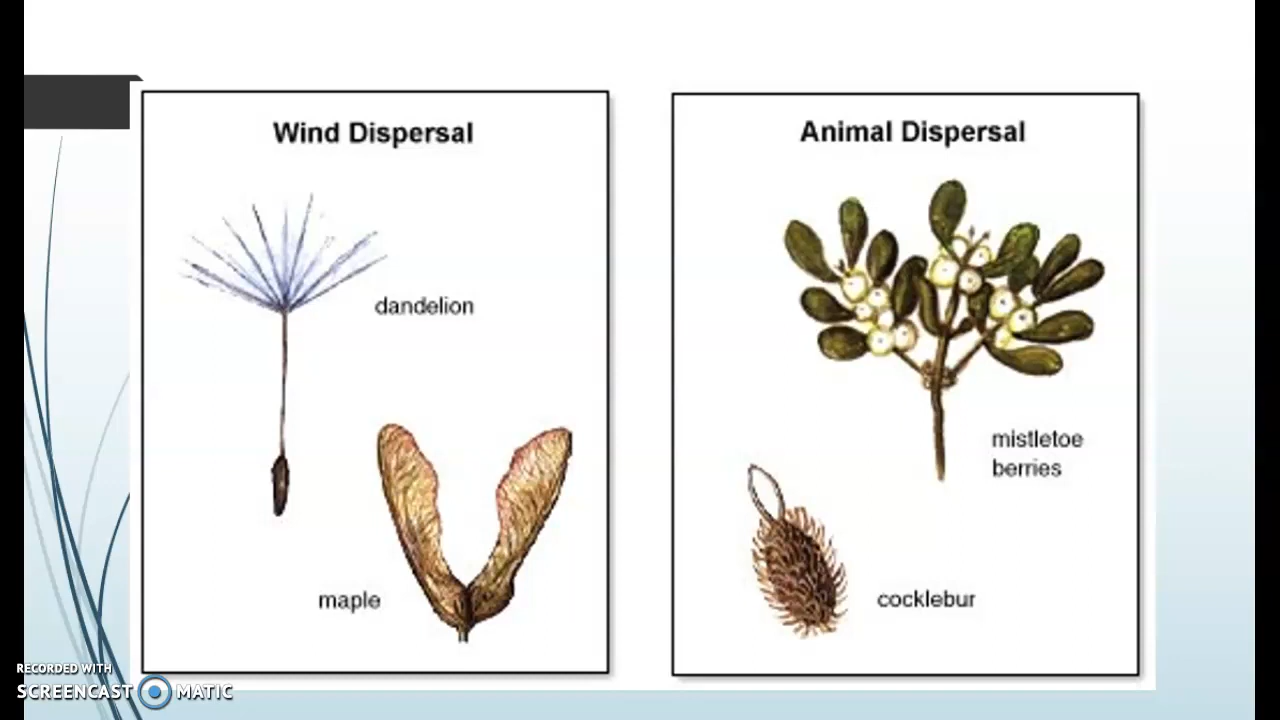 Wind Dispersal
dandelion
maple
Animal Dispersal
mistletoe
berries
cocklebur
RECORDED WITH
SCREENCAST MATIC